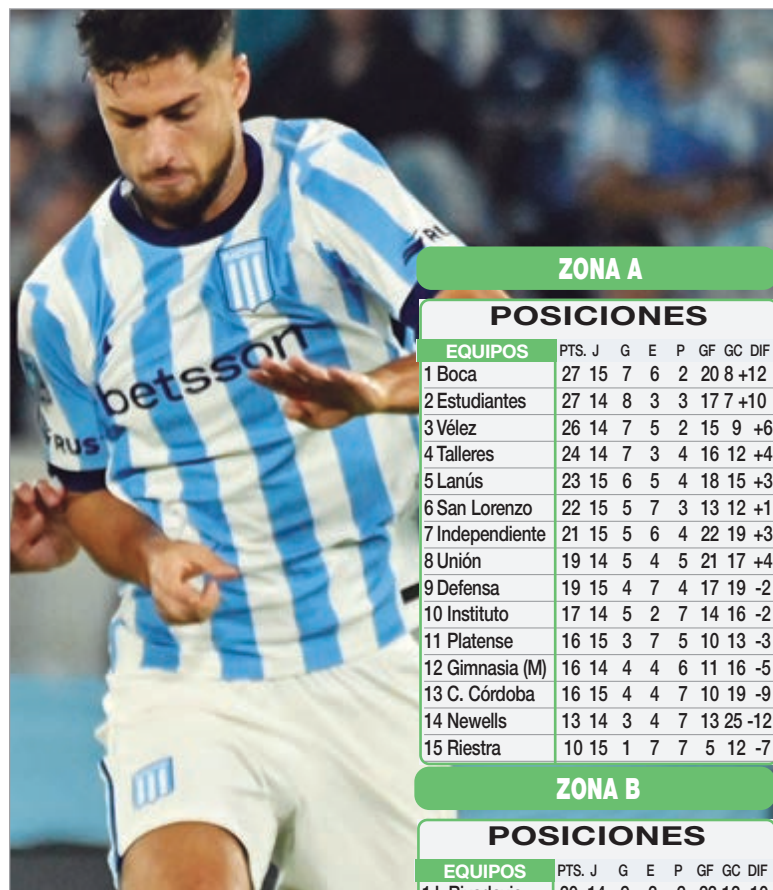 RUS
betsson
RUS
RACING
ZONA A
POSICIONES
EQUIPOS PTS. J G E P GF GC DIF
1 Boca 27 15 7 6 2 20 8 +12
2 Estudiantes 27 14 8 3 3 17 7 +10
3 Vélez 26 14 7 5 2 15 9 +6
4 Talleres 24 14 7 3 4 16 12 +4
5 Lanús 23 15 6 5 4 18 15 +3
6 San Lorenzo 22 15 5 7 3 13 12 +1
7 Independiente 21 15 5 6 4 22 19 +3
8 Unión 19 14 5 4 5 21 17 +4
9 Defensa 19 15 4 7 4 17 19 -2
10 Instituto 17 14 5 2 7 14 16 -2
11 Platense 16 15 3 7 5 10 13 -3
12 Gimnasia (M) 16 14 4 4 6 11 16 -5
13 C. Córdoba 16 15 4 4 7 10 19 -9
14 Newells 13 14 3 4 7 13 25 -12
15 Riestra 10 15 1 7 7 5 12 -7
ZONA B
POSICIONES
EQUIPOS PTS. J G E P GF GC DIF